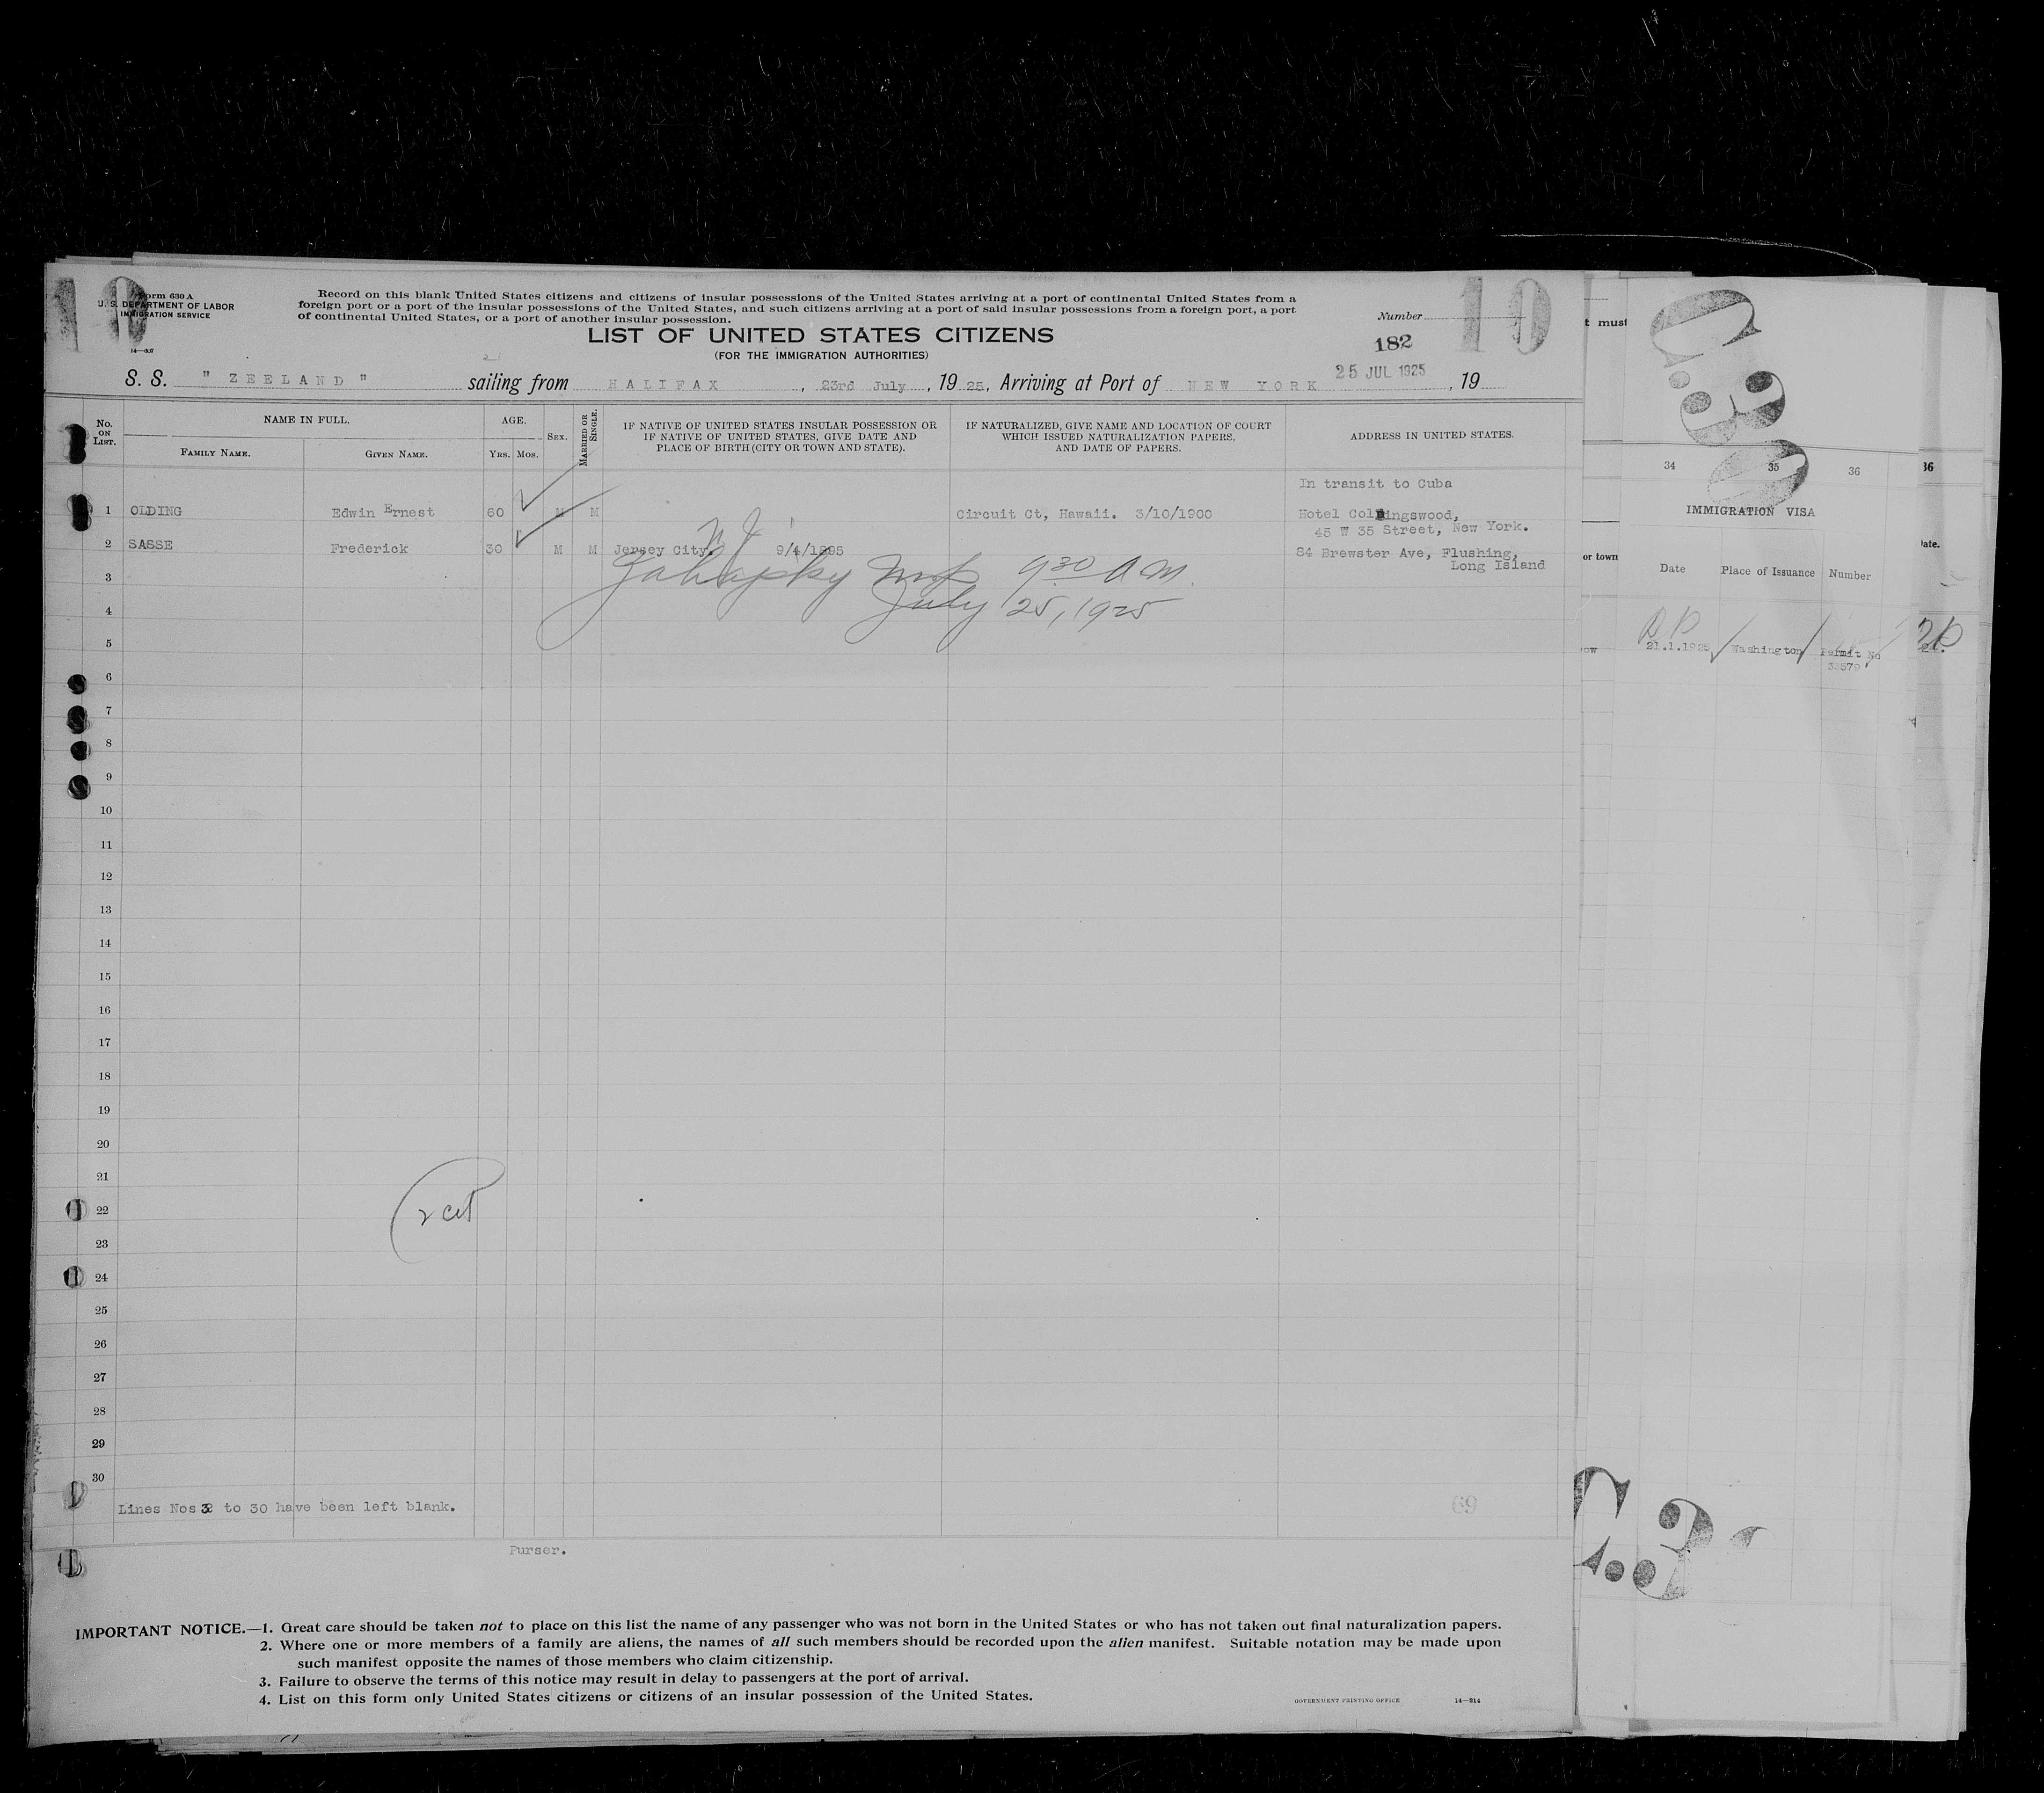 10
Form 630 A
U. S. DEPARTMENT OF LABOR
IMMIGRATION SERVICE
Record on this blank United States citizens and citizens of insular possessions of the United States arriving at a port of continental United States from a
foreign port or a port of the insular possessions of the United States, and such citizens arriving at a port of said insular possessions from a foreign port, a port
of continental United States, or a port of another insular possession.
LIST OF UNITED STATES CITIZENS
(FOR THE IMMIGRATION AUTHORITIES)
Number
182
10
S. S. " ZEELAND " sailing from HALIFAX, 23rd July, 1925, Arriving at Port of NEW YORK 25 JUL 1925, 19
No. ON LIST.
NAME IN FULL.
FAMILY NAME.
GIVEN NAME.
AGE.
YRS. MOS.
SEX.
MARRIED OR SINGLE.
IF NATIVE OF UNITED STATES INSULAR POSSESSION OR
IF NATIVE OF UNITED STATES, GIVE DATE AND
PLACE OF BIRTH (CITY OR TOWN AND STATE).
IF NATURALIZED, GIVE NAME AND LOCATION OF COURT
WHICH ISSUED NATURALIZATION PAPERS,
AND DATE OF PAPERS.
ADDRESS IN UNITED STATES.
In transit to Cuba
1 OLDING Edwin Ernest 60 M M Circuit Ct, Hawaii. 3/10/1900 Hotel Collingswood,
45 W 35 Street, New York.
2 SASSE Frederick 30 M M Jersey City. N J 9/4/1895 84 Brewster Ave, Flushing,
Long Island
3 9 30 A M.
4 July 25, 1925
5
6
7
8
9
10
11
12
13
14
15
16
17
18
19
20
21
22
23
24
25
26
27
28
29
30
Lines Nos 3 to 30 have been left blank.
69
Purser.
IMPORTANT NOTICE.—1. Great care should be taken not to place on this list the name of any passenger who was not born in the United States or who has not taken out final naturalization papers.
2. Where one or more members of a family are aliens, the names of all such members should be recorded upon the alien manifest. Suitable notation may be made upon
such manifest opposite the names of those members who claim citizenship.
3. Failure to observe the terms of this notice may result in delay to passengers at the port of arrival.
4. List on this form only United States citizens or citizens of an insular possession of the United States.
GOVERNMENT PRINTING OFFICE 14—314
must
34 35 36
36
IMMIGRATION VISA
or town
Date Place of Issuance Number
21.1.1925 Washington Permit No